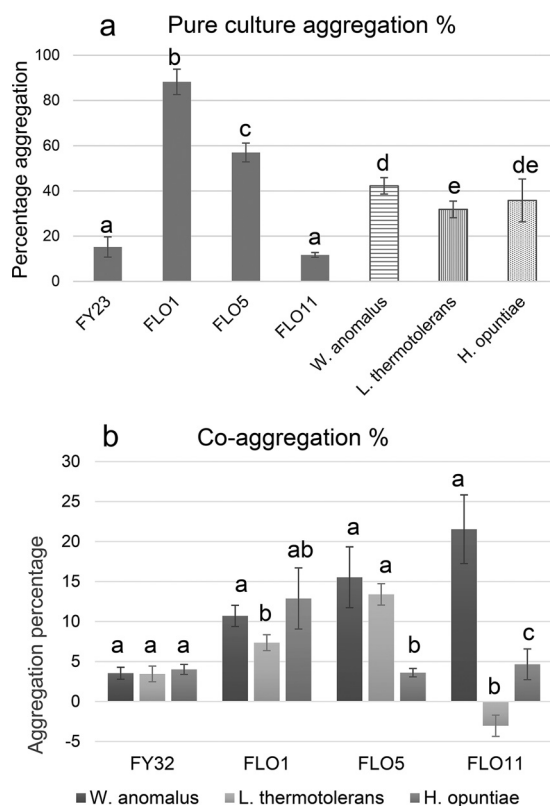 a Pure culture aggregation %
Percentage aggregation
100
80
60
40
20
0
a
b
c
a
d
e
de
FY23
FLO1
FLO5
FLO11
W. anomalus
L. thermotolerans
H. opuntiae
b Co-aggregation %
Aggregation percentage
30
25
20
15
10
5
0
-5
a a a
a b ab
a a b
a b c
FY32 FLO1 FLO5 FLO11
W. anomalus L. thermotolerans H. opuntiae